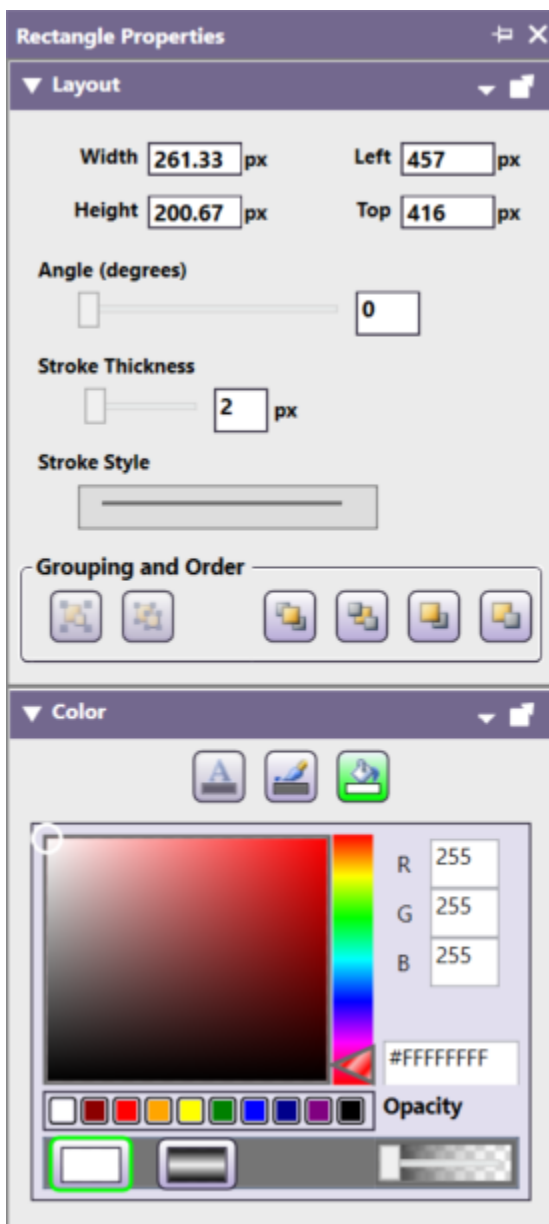 Rectangle Properties
Layout
Width 261.33 px Left 457 px
Height 200.67 px Top 416 px
Angle (degrees)
0
Stroke Thickness
2 px
Stroke Style
Grouping and Order
Color
A
R 255
G 255
B 255
#FFFFFFFF
Opacity